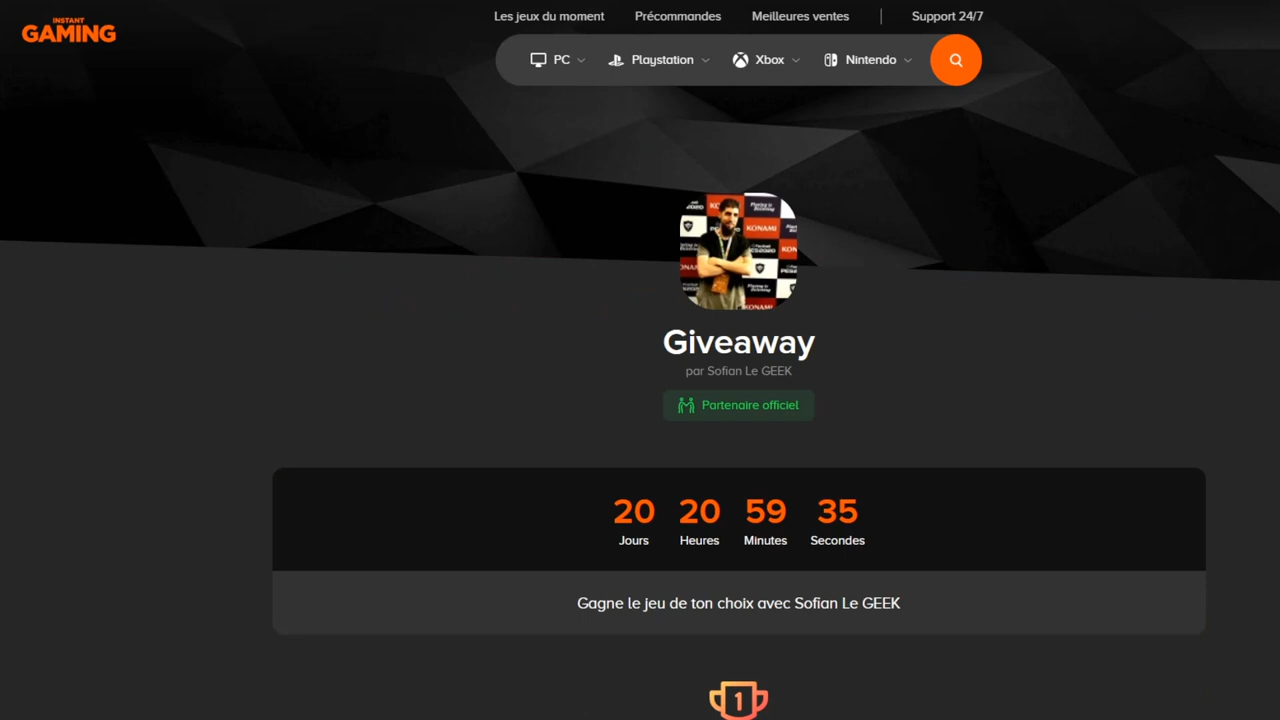 INSTANT
GAMING
Les jeux du moment
Précommandes
Meilleures ventes
Support 24/7
PC
Playstation
Xbox
Nintendo
KONAMI
KONAMI
Giveaway
par Sofian Le GEEK
Partenaire officiel
20
20
59
35
Jours
Heures
Minutes
Secondes
Gagne le jeu de ton choix avec Sofian Le GEEK
1